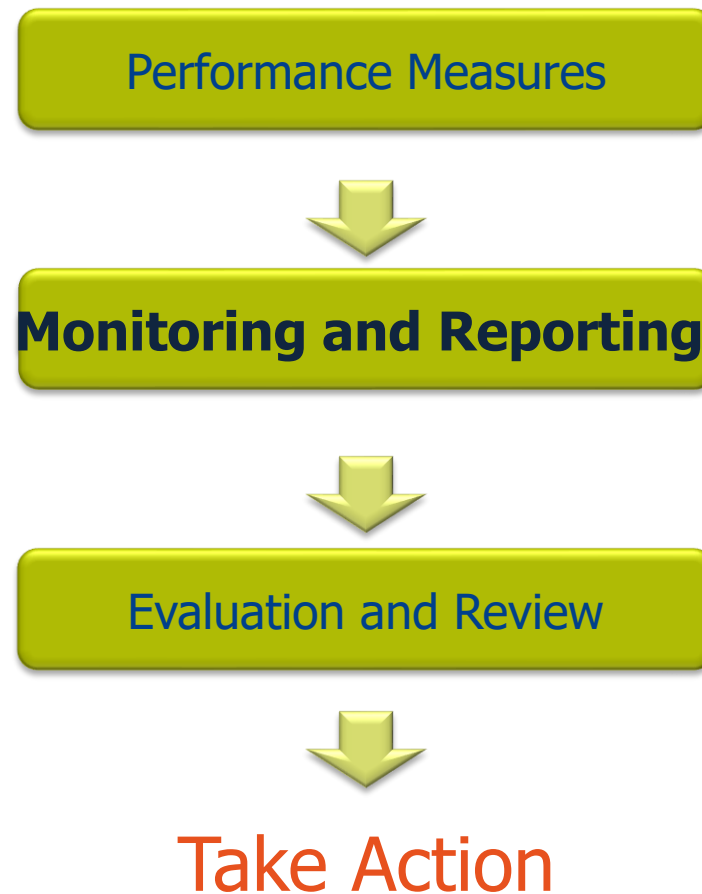 Performance Measures
Monitoring and Reporting
Evaluation and Review
Take Action